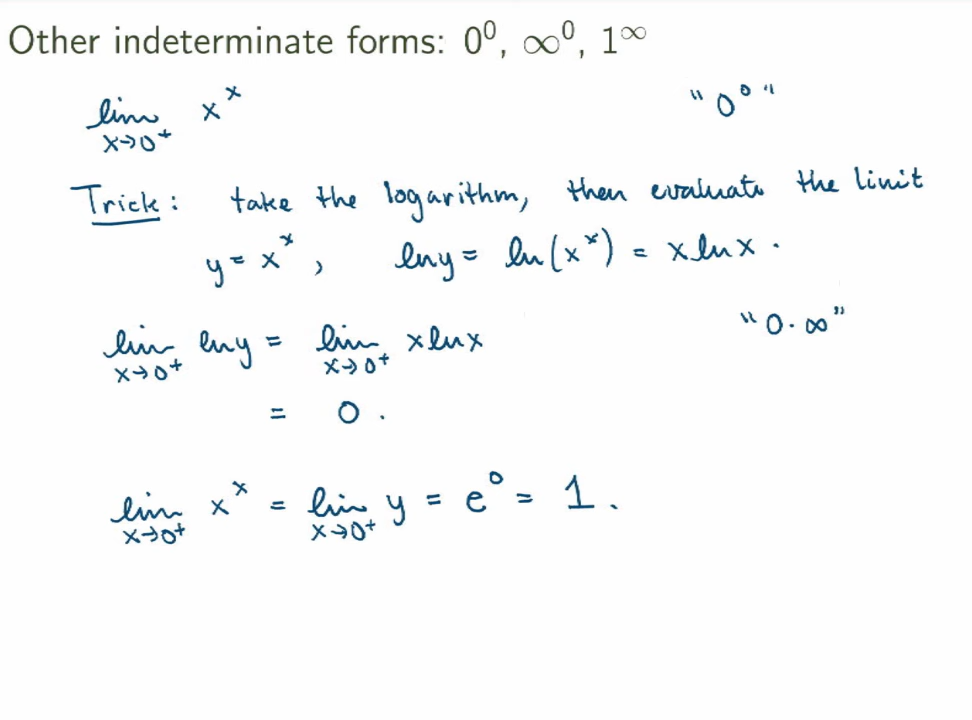 Other indeterminate forms: 0⁰, ∞⁰, 1^∞
lim x→0⁺ x^x "0⁰"
Trick: take the logarithm, then evaluate the limit
y = x^x, ln y = ln(x^x) = x ln x.
lim x→0⁺ ln y = lim x→0⁺ x ln x "0·∞"
= 0.
lim x→0⁺ x^x = lim x→0⁺ y = e⁰ = 1.